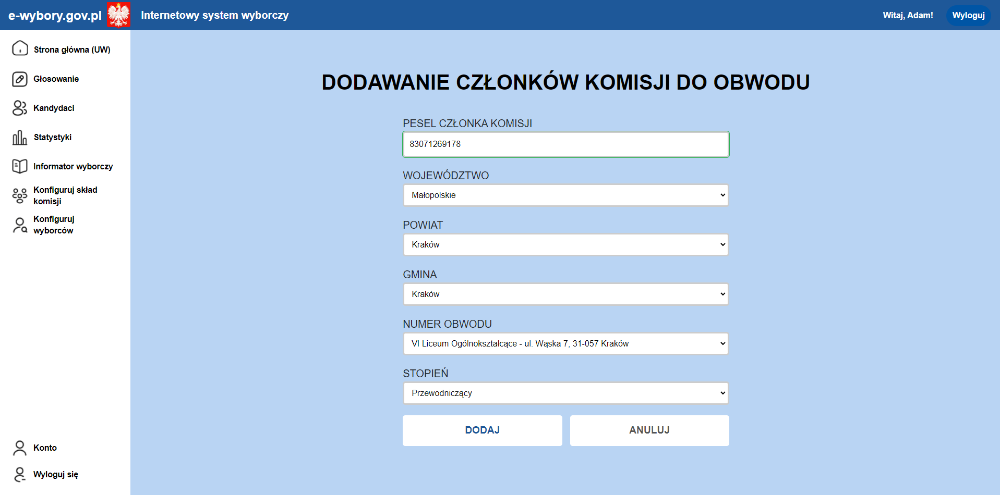 e-wybory.gov.pl
Internetowy system wyborczy
Witaj, Adam!
Wyloguj
Strona główna (UW)
Głosowanie
Kandydaci
Statystyki
Informator wyborczy
Konfiguruj skład
komisji
Konfiguruj
wyborców
Konto
Wyloguj się
DODAWANIE CZŁONKÓW KOMISJI DO OBWODU
PESEL CZŁONKA KOMISJI
83071269178
WOJEWÓDZTWO
Małopolskie
POWIAT
Kraków
GMINA
Kraków
NUMER OBWODU
VI Liceum Ogólnokształcące - ul. Wąska 7, 31-057 Kraków
STOPIEŃ
Przewodniczący
DODAJ
ANULUJ